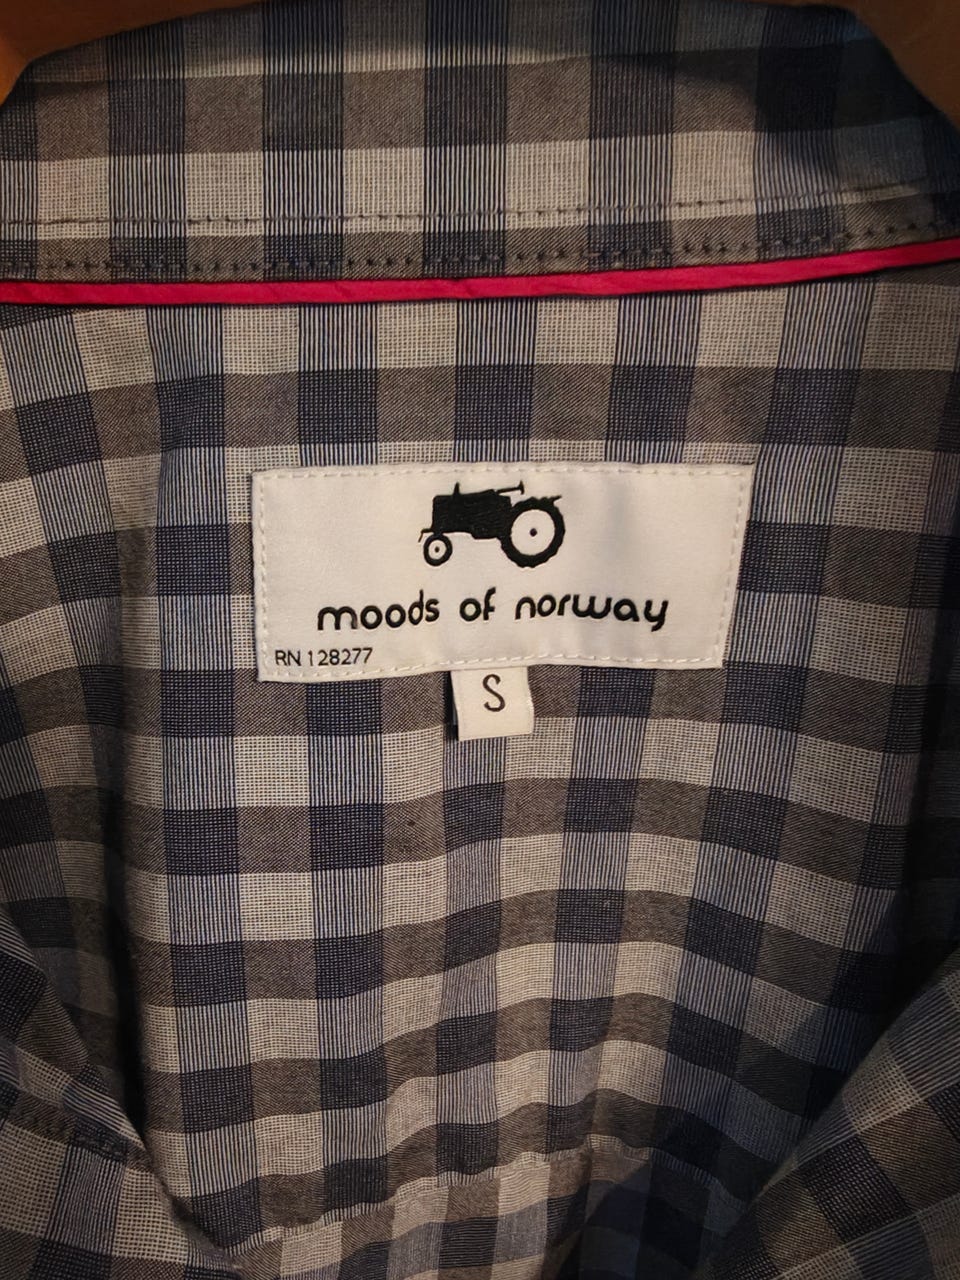 moods of norway
RN 128277
S